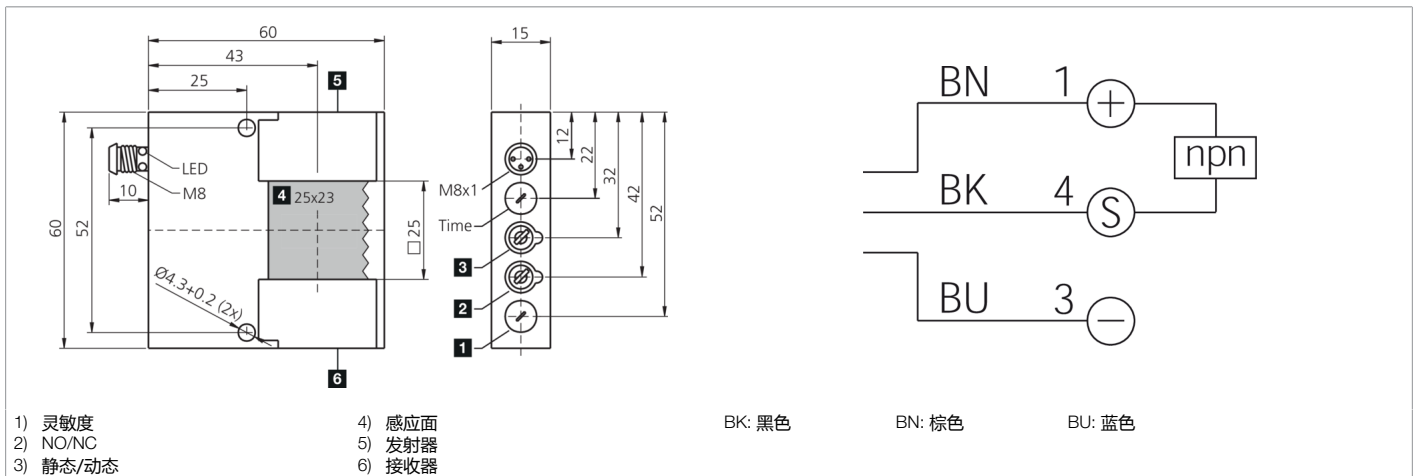 60
43
25
5
LED
M8
10
60
52
4 25x23
□ 25
Ø4.3+0.2 (2x)
6
15
12
22
32
42
52
M8x1
Time
3
2
1
BN 1 +
npn
BK 4 S
BU 3 −
1) 灵敏度
2) NO/NC
3) 静态/动态
4) 感应面
5) 发射器
6) 接收器
BK: 黑色 BN: 棕色 BU: 蓝色